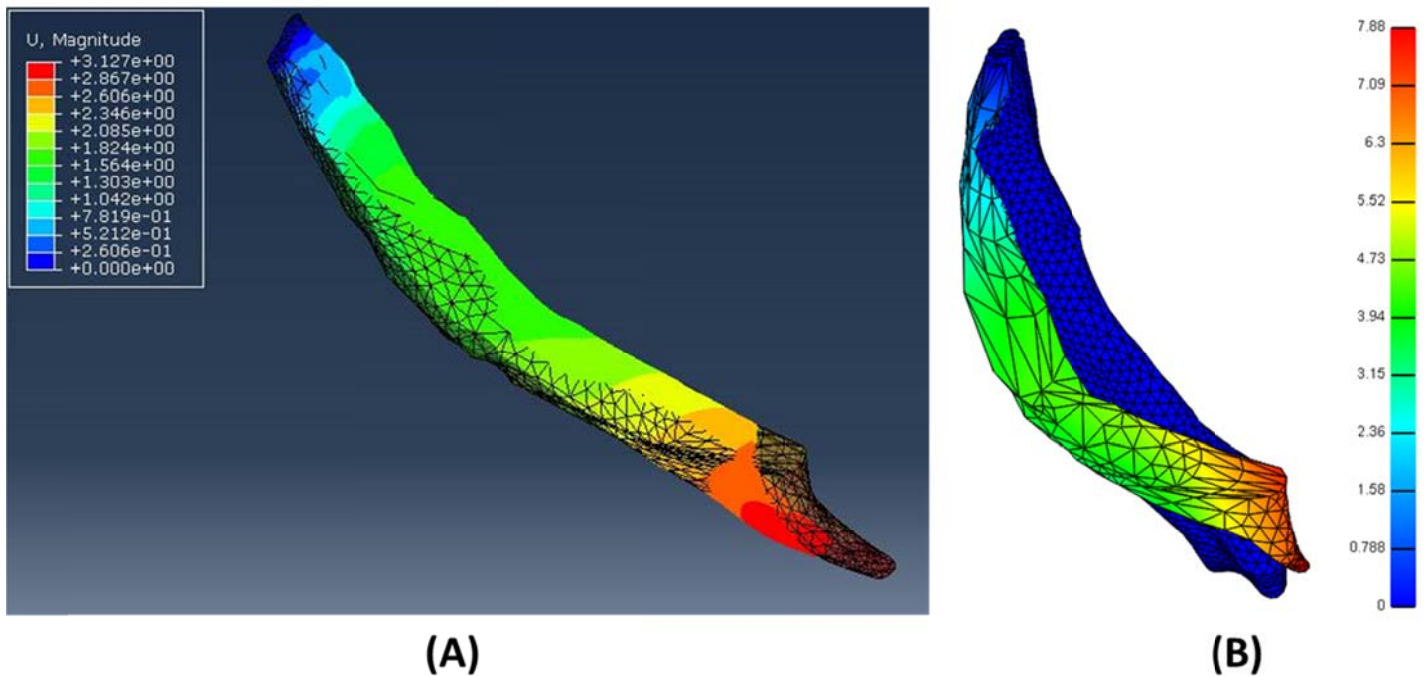 U, Magnitude
+3.127e+00
+2.867e+00
+2.606e+00
+2.346e+00
+2.085e+00
+1.824e+00
+1.564e+00
+1.303e+00
+1.042e+00
+7.819e-01
+5.212e-01
+2.606e-01
+0.000e+00
7.88
7.09
6.3
5.52
4.73
3.94
3.15
2.36
1.58
0.788
0
(A)
(B)